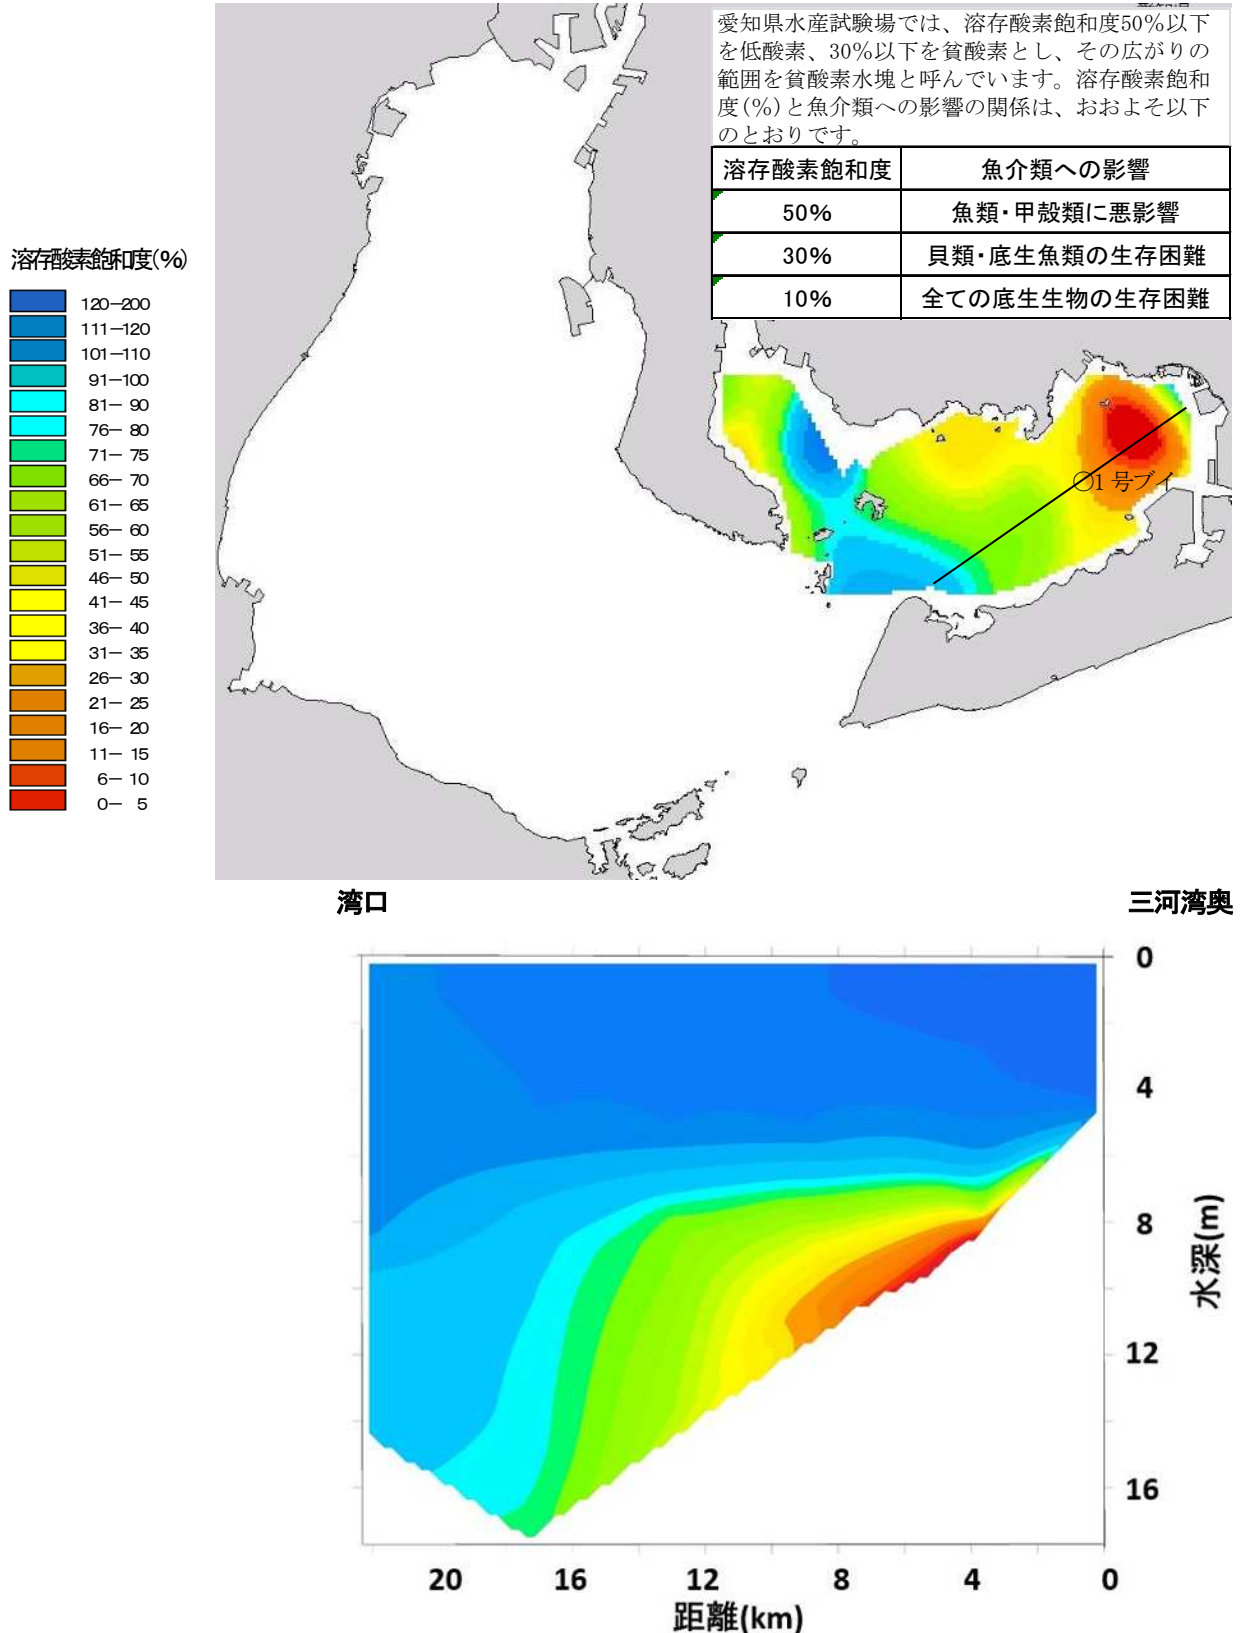 愛知県水産試験場では、溶存酸素飽和度50%以下
を低酸素、30%以下を貧酸素とし、その広がりの
範囲を貧酸素水塊と呼んでいます。溶存酸素飽和
度(%)と魚介類への影響の関係は、おおよそ以下
のとおりです。
溶存酸素飽和度 魚介類への影響
50% 魚類・甲殻類に悪影響
30% 貝類・底生魚類の生存困難
10% 全ての底生生物の生存困難
溶存酸素飽和度(%)
120-200
111-120
101-110
91-100
81- 90
76- 80
71- 75
66- 70
61- 65
56- 60
51- 55
46- 50
41- 45
36- 40
31- 35
26- 30
21- 25
16- 20
11- 15
6- 10
0- 5
○1 号ブイ
湾口 三河湾奥
0
4
8
12
16
水深(m)
20 16 12 8 4 0
距離(km)